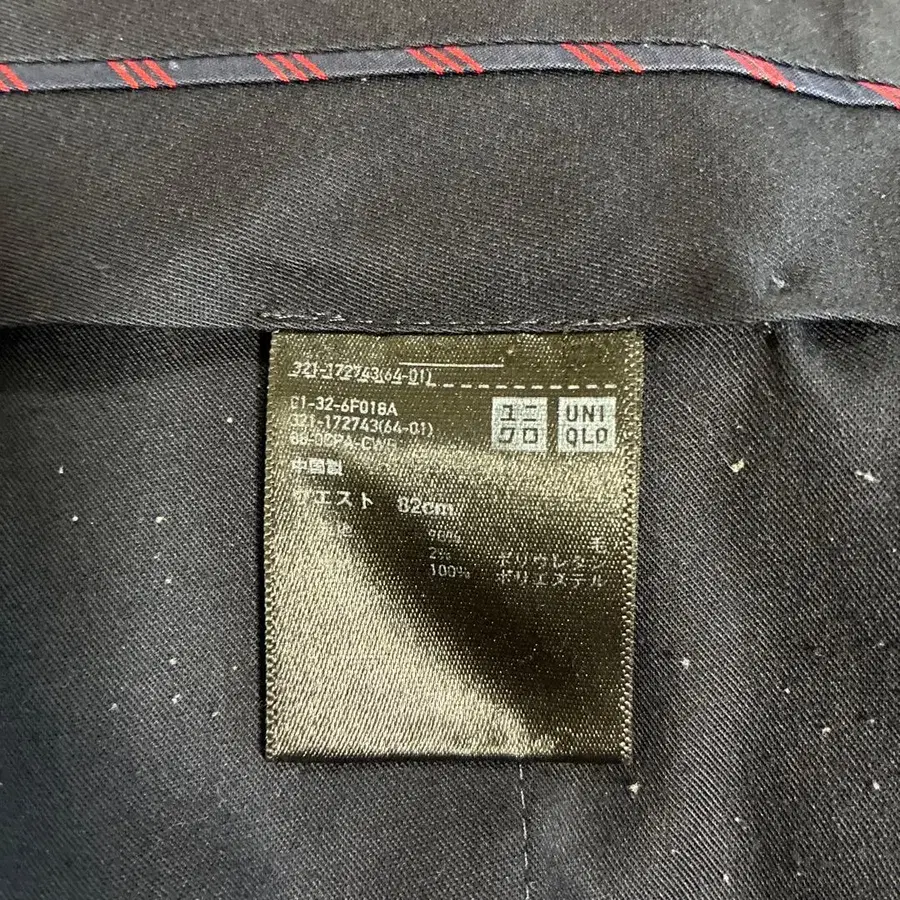 321-172743(64-01)
C1-32-6F018A
321-172743(64-01)
ユニ
クロ
UNI
QLO
中国製
ウエスト 82cm
毛
2% ポリウレタン
100% ポリエステル